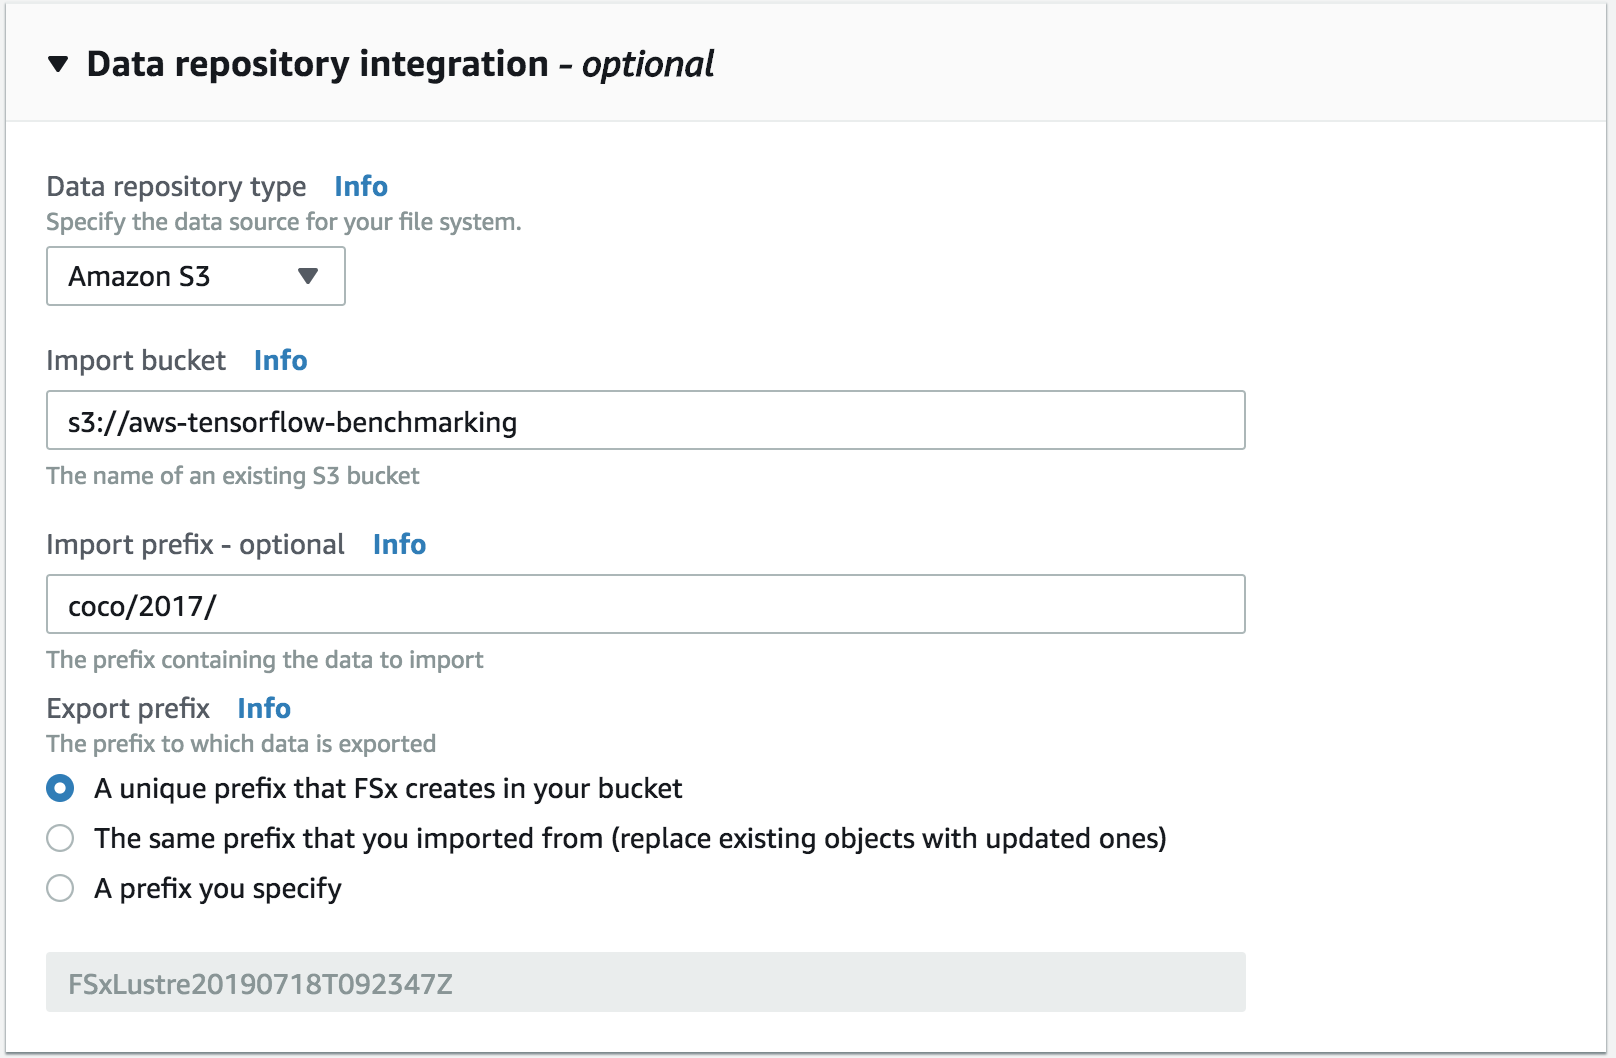 Data repository integration - optional
Data repository type Info
Specify the data source for your file system.
Amazon S3
Import bucket Info
s3://aws-tensorflow-benchmarking
The name of an existing S3 bucket
Import prefix - optional Info
coco/2017/
The prefix containing the data to import
Export prefix Info
The prefix to which data is exported
A unique prefix that FSx creates in your bucket
The same prefix that you imported from (replace existing objects with updated ones)
A prefix you specify
FSxLustre20190718T092347Z